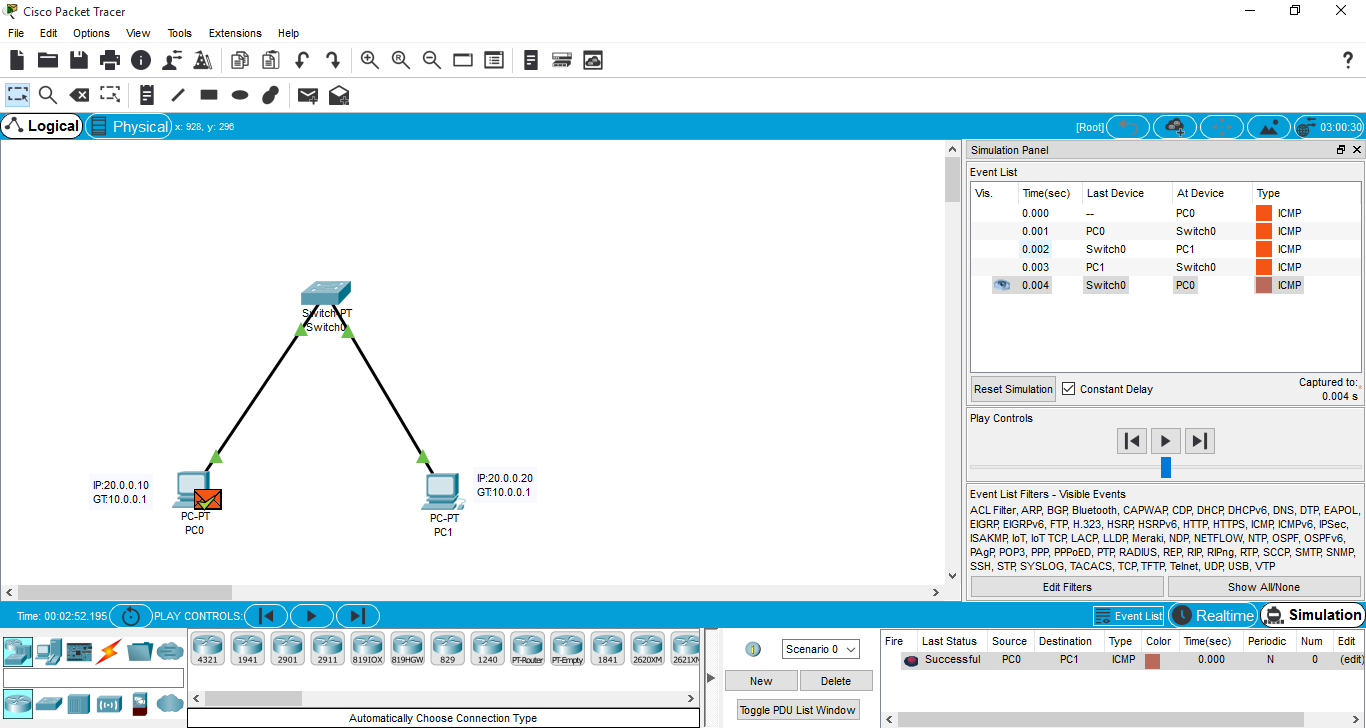 Cisco Packet Tracer
File Edit Options View Tools Extensions Help
Logical Physical x: 928, y: 296 [Root] 03:00:30
Simulation Panel
Event List
Vis. Time(sec) Last Device At Device Type
0.000 -- PC0 ICMP
0.001 PC0 Switch0 ICMP
0.002 Switch0 PC1 ICMP
0.003 PC1 Switch0 ICMP
0.004 Switch0 PC0 ICMP
Reset Simulation Constant Delay Captured to:
0.004 s
Play Controls
Event List Filters - Visible Events
ACL Filter, ARP, BGP, Bluetooth, CAPWAP, CDP, DHCP, DHCPv6, DNS, DTP, EAPOL,
EIGRP, EIGRPv6, FTP, H.323, HSRP, HSRPv6, HTTP, HTTPS, ICMP, ICMPv6, IPSec,
ISAKMP, IoT, IoT TCP, LACP, LLDP, Meraki, NDP, NETFLOW, NTP, OSPF, OSPFv6,
PAgP, POP3, PPP, PPPoED, PTP, RADIUS, REP, RIP, RIPng, RTP, SCCP, SMTP, SNMP,
SSH, STP, SYSLOG, TACACS, TCP, TFTP, Telnet, UDP, USB, VTP
Edit Filters Show All/None
Switch-PT
Switch0
IP:20.0.0.10
GT:10.0.0.1
PC-PT
PC0
IP:20.0.0.20
GT:10.0.0.1
PC-PT
PC1
Time: 00:02:52.195 PLAY CONTROLS: Event List Realtime Simulation
4321 1941 2901 2911 819IOX 819HGW 829 1240 PT-Router PT-Empty 1841 2620XM 2621XM
Automatically Choose Connection Type
Scenario 0
New Delete
Toggle PDU List Window
Fire Last Status Source Destination Type Color Time(sec) Periodic Num Edit
Successful PC0 PC1 ICMP 0.000 N 0 (edit)